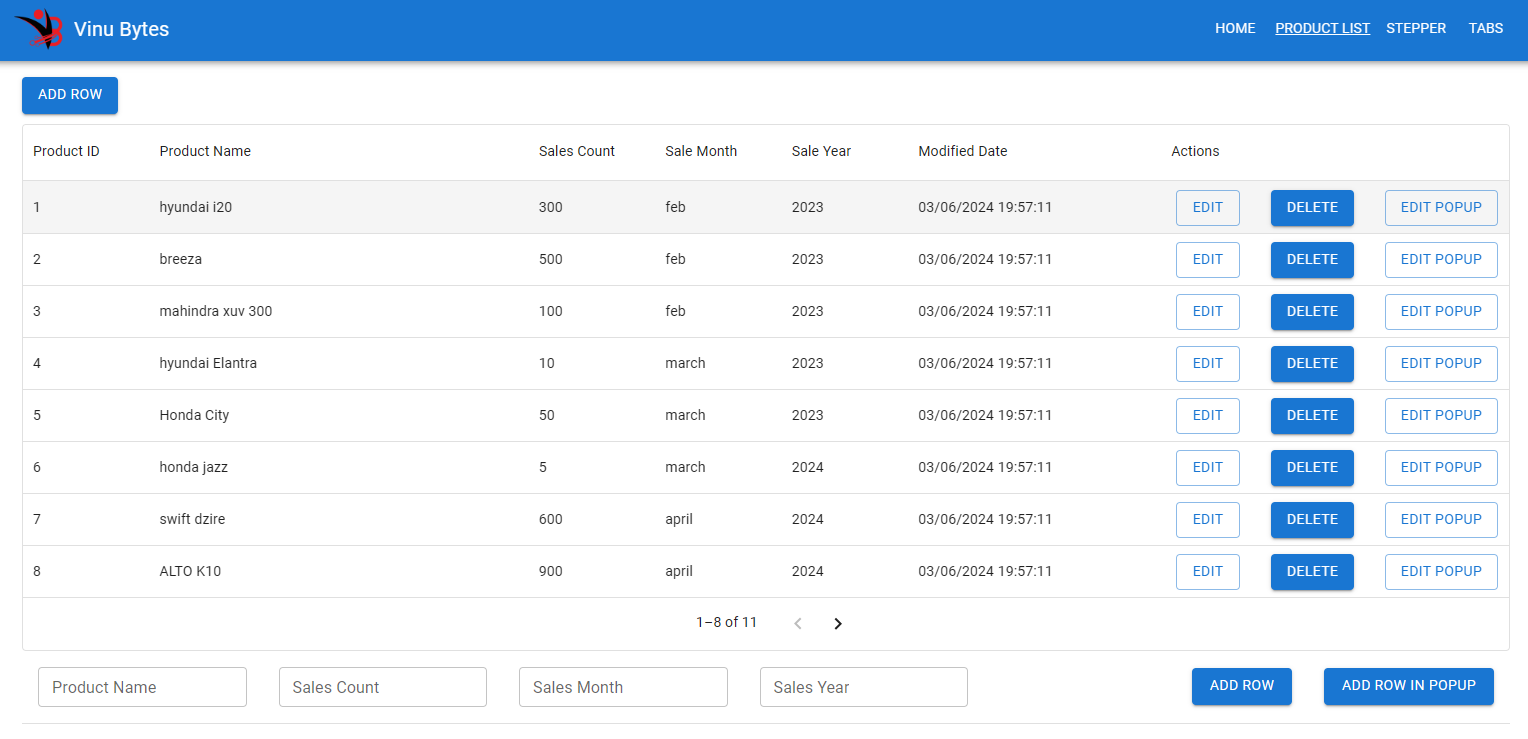 Vinu Bytes HOME PRODUCT LIST STEPPER TABS
ADD ROW
Product ID Product Name Sales Count Sale Month Sale Year Modified Date Actions
1 hyundai i20 300 feb 2023 03/06/2024 19:57:11 EDIT DELETE EDIT POPUP
2 breeza 500 feb 2023 03/06/2024 19:57:11 EDIT DELETE EDIT POPUP
3 mahindra xuv 300 100 feb 2023 03/06/2024 19:57:11 EDIT DELETE EDIT POPUP
4 hyundai Elantra 10 march 2023 03/06/2024 19:57:11 EDIT DELETE EDIT POPUP
5 Honda City 50 march 2023 03/06/2024 19:57:11 EDIT DELETE EDIT POPUP
6 honda jazz 5 march 2024 03/06/2024 19:57:11 EDIT DELETE EDIT POPUP
7 swift dzire 600 april 2024 03/06/2024 19:57:11 EDIT DELETE EDIT POPUP
8 ALTO K10 900 april 2024 03/06/2024 19:57:11 EDIT DELETE EDIT POPUP
1–8 of 11
Product Name Sales Count Sales Month Sales Year ADD ROW ADD ROW IN POPUP